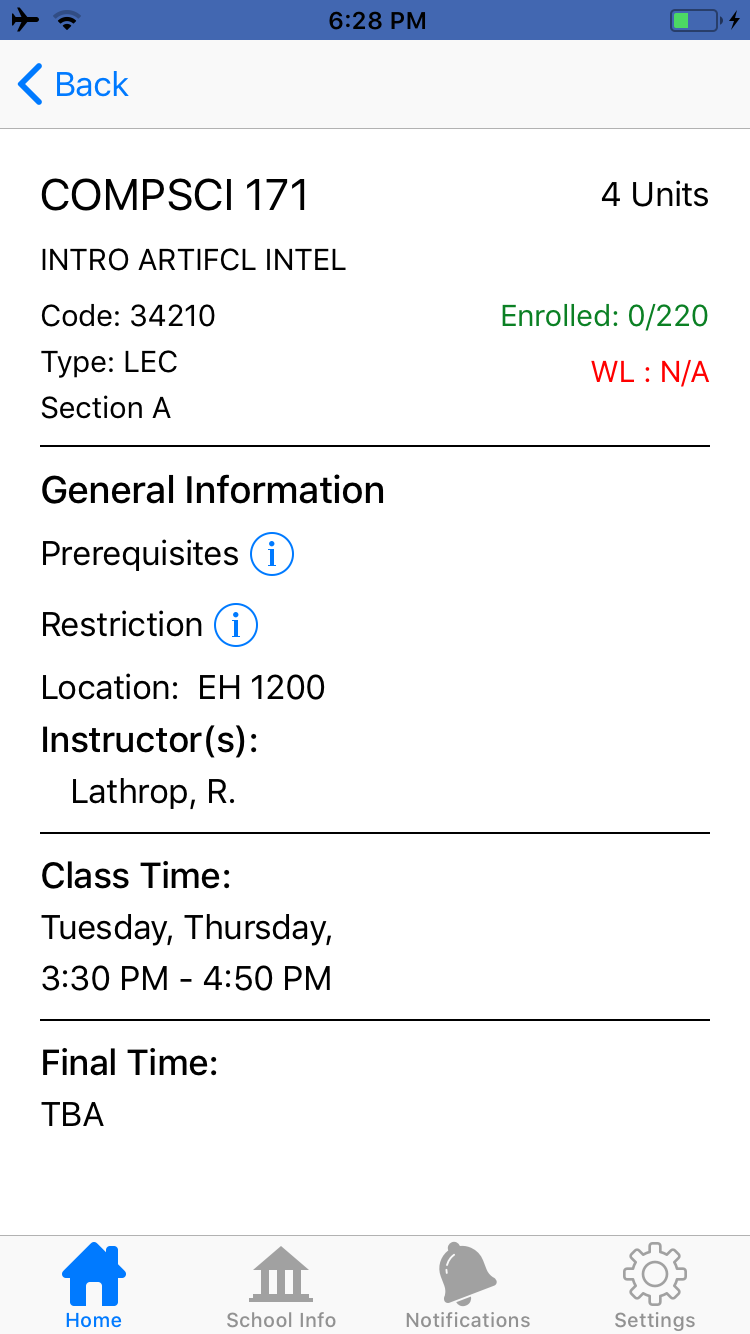 6:28 PM
Back
COMPSCI 171
4 Units
INTRO ARTIFCL INTEL
Code: 34210
Enrolled: 0/220
Type: LEC
WL : N/A
Section A
General Information
Prerequisites i
Restriction i
Location: EH 1200
Instructor(s):
Lathrop, R.
Class Time:
Tuesday, Thursday,
3:30 PM - 4:50 PM
Final Time:
TBA
Home
School Info
Notifications
Settings